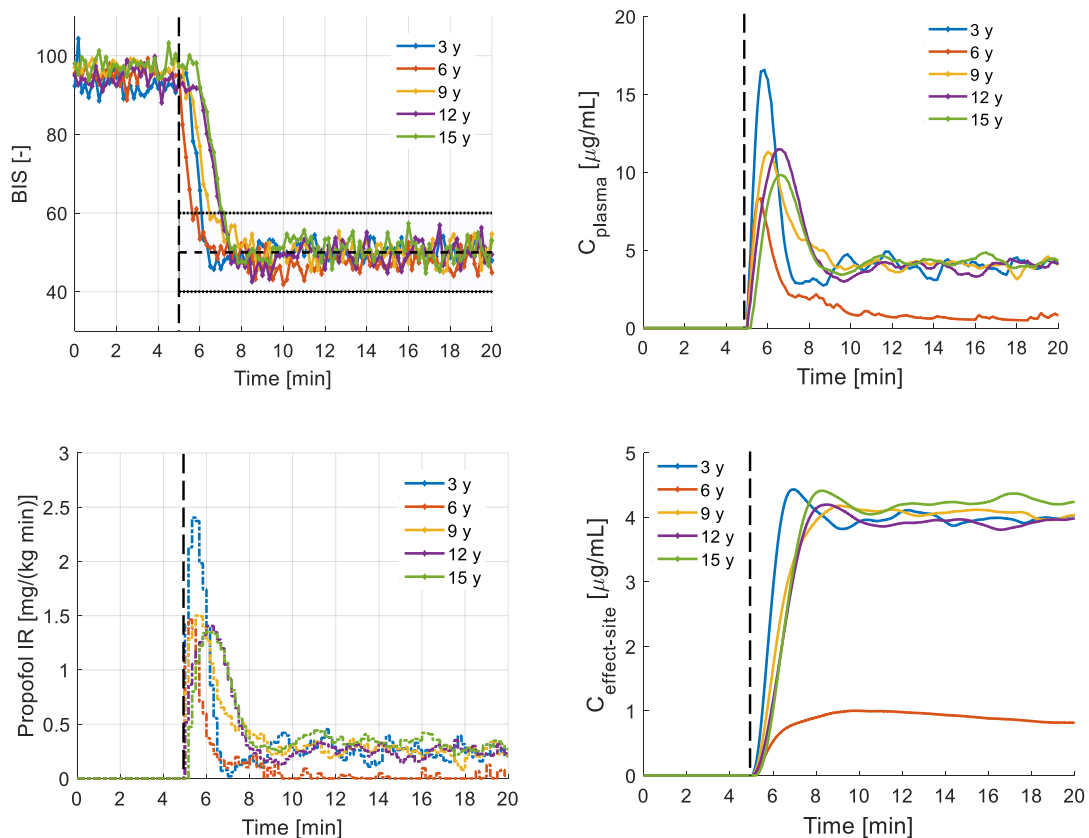 BIS [-]
100
80
60
40
0 2 4 6 8 10 12 14 16 18 20
Time [min]
3 y
6 y
9 y
12 y
15 y
C plasma [μg/mL]
20
15
10
5
0
0 2 4 6 8 10 12 14 16 18 20
Time [min]
3 y
6 y
9 y
12 y
15 y
Propofol IR [mg/(kg min)]
3
2.5
2
1.5
1
0.5
0
0 2 4 6 8 10 12 14 16 18 20
Time [min]
3 y
6 y
9 y
12 y
15 y
C effect-site [μg/mL]
5
4
3
2
1
0
0 2 4 6 8 10 12 14 16 18 20
Time [min]
3 y
6 y
9 y
12 y
15 y